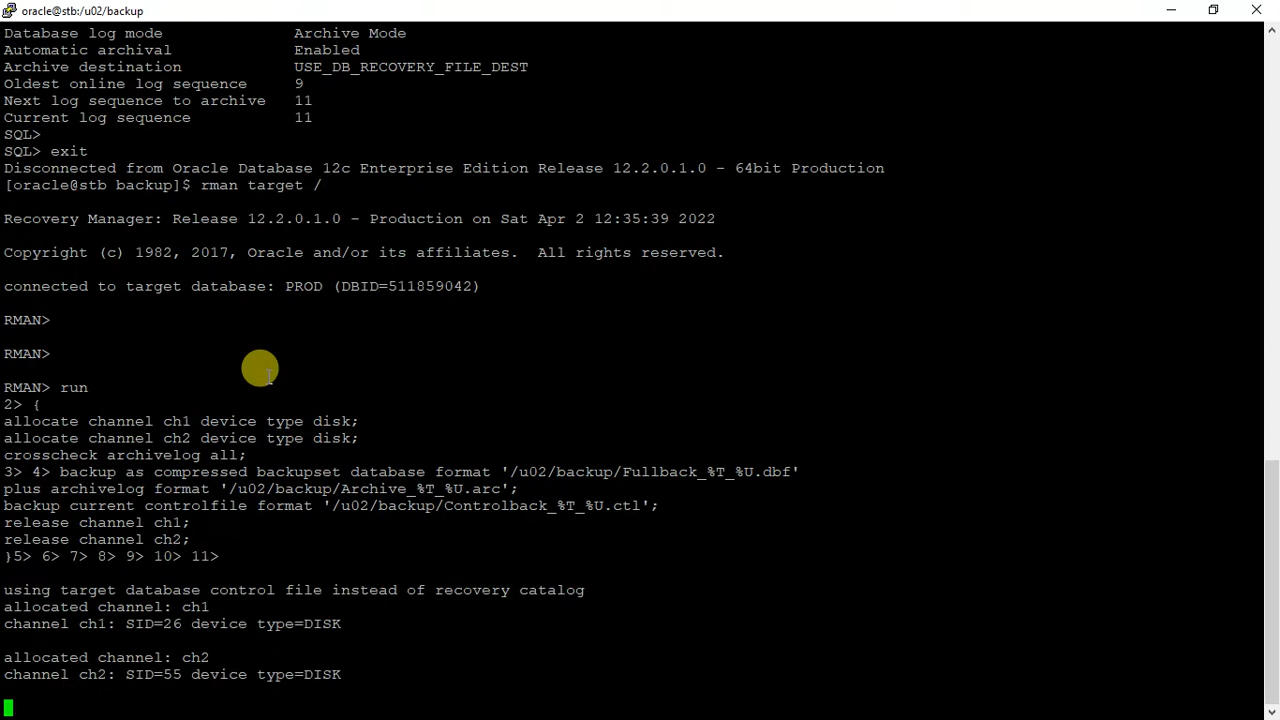 oracle@stb:/u02/backup
Database log mode              Archive Mode
Automatic archival             Enabled
Archive destination            USE_DB_RECOVERY_FILE_DEST
Oldest online log sequence     9
Next log sequence to archive   11
Current log sequence           11
SQL>
SQL> exit
Disconnected from Oracle Database 12c Enterprise Edition Release 12.2.0.1.0 - 64bit Production
[oracle@stb backup]$ rman target /
Recovery Manager: Release 12.2.0.1.0 - Production on Sat Apr 2 12:35:39 2022
Copyright (c) 1982, 2017, Oracle and/or its affiliates.  All rights reserved.
connected to target database: PROD (DBID=511859042)
RMAN>
RMAN>
RMAN> run
2> {
allocate channel ch1 device type disk;
allocate channel ch2 device type disk;
crosscheck archivelog all;
3> 4> backup as compressed backupset database format '/u02/backup/Fullback_%T_%U.dbf'
plus archivelog format '/u02/backup/Archive_%T_%U.arc';
backup current controlfile format '/u02/backup/Controlback_%T_%U.ctl';
release channel ch1;
release channel ch2;
}5> 6> 7> 8> 9> 10> 11>
using target database control file instead of recovery catalog
allocated channel: ch1
channel ch1: SID=26 device type=DISK
allocated channel: ch2
channel ch2: SID=55 device type=DISK